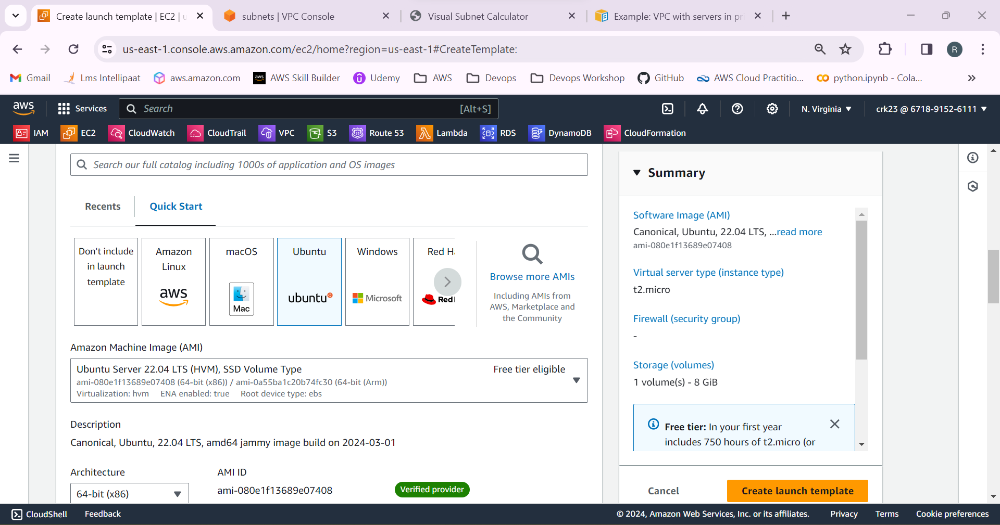 Create launch template | EC2 | u
subnets | VPC Console
Visual Subnet Calculator
Example: VPC with servers in pri
us-east-1.console.aws.amazon.com/ec2/home?region=us-east-1#CreateTemplate:
R
Gmail
Lms Intellipaat
aws.amazon.com
aws
AWS Skill Builder
Udemy
AWS
Devops
Devops Workshop
GitHub
AWS Cloud Practitio...
python.ipynb - Cola...
aws
Services
Search
[Alt+S]
N. Virginia
crk23 @ 6718-9152-6111
IAM
EC2
CloudWatch
CloudTrail
VPC
S3
53
Route 53
Lambda
RDS
DynamoDB
CloudFormation
Search our full catalog including 1000s of application and OS images
Recents
Quick Start
Don't include
in launch
template
Amazon
Linux
aws
macOS
Mac
Ubuntu
ubuntu
Windows
Microsoft
Red Ha
Red
Browse more AMIs
Including AMIs from
AWS, Marketplace and
the Community
Amazon Machine Image (AMI)
Ubuntu Server 22.04 LTS (HVM), SSD Volume Type
Free tier eligible
ami-080e1f13689e07408 (64-bit (x86)) / ami-0a55ba1c20b74fc30 (64-bit (Arm))
Virtualization: hvm ENA enabled: true Root device type: ebs
Description
Canonical, Ubuntu, 22.04 LTS, amd64 jammy image build on 2024-03-01
Architecture
64-bit (x86)
AMI ID
ami-080e1f13689e07408
Verified provider
Summary
Software Image (AMI)
Canonical, Ubuntu, 22.04 LTS, ...read more
ami-080e1f13689e07408
Virtual server type (instance type)
t2.micro
Firewall (security group)
-
Storage (volumes)
1 volume(s) - 8 GiB
Free tier: In your first year
includes 750 hours of t2.micro (or
Cancel
Create launch template
CloudShell
Feedback
© 2024, Amazon Web Services, Inc. or its affiliates.
Privacy
Terms
Cookie preferences